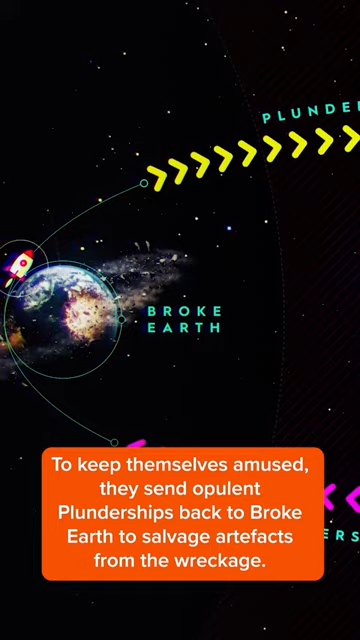 PLUNDE
BROKE
EARTH
To keep themselves amused,
they send opulent
Plunderships back to Broke
Earth to salvage artefacts
from the wreckage.
ERS